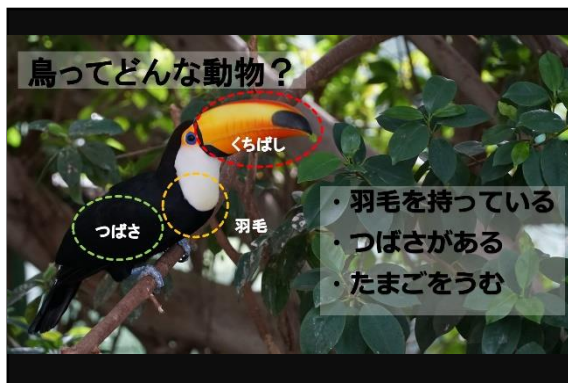 鳥ってどんな動物？
くちばし
つばさ
羽毛
・羽毛を持っている
・つばさがある
・たまごをうむ